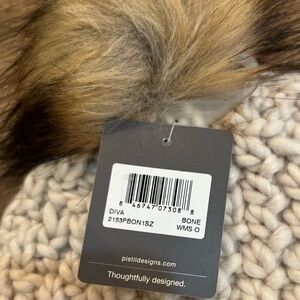 8 46747 07308 8
DIVA BONE
2153PBON1SZ WMS-O
pistildesigns.com
Thoughtfully designed.